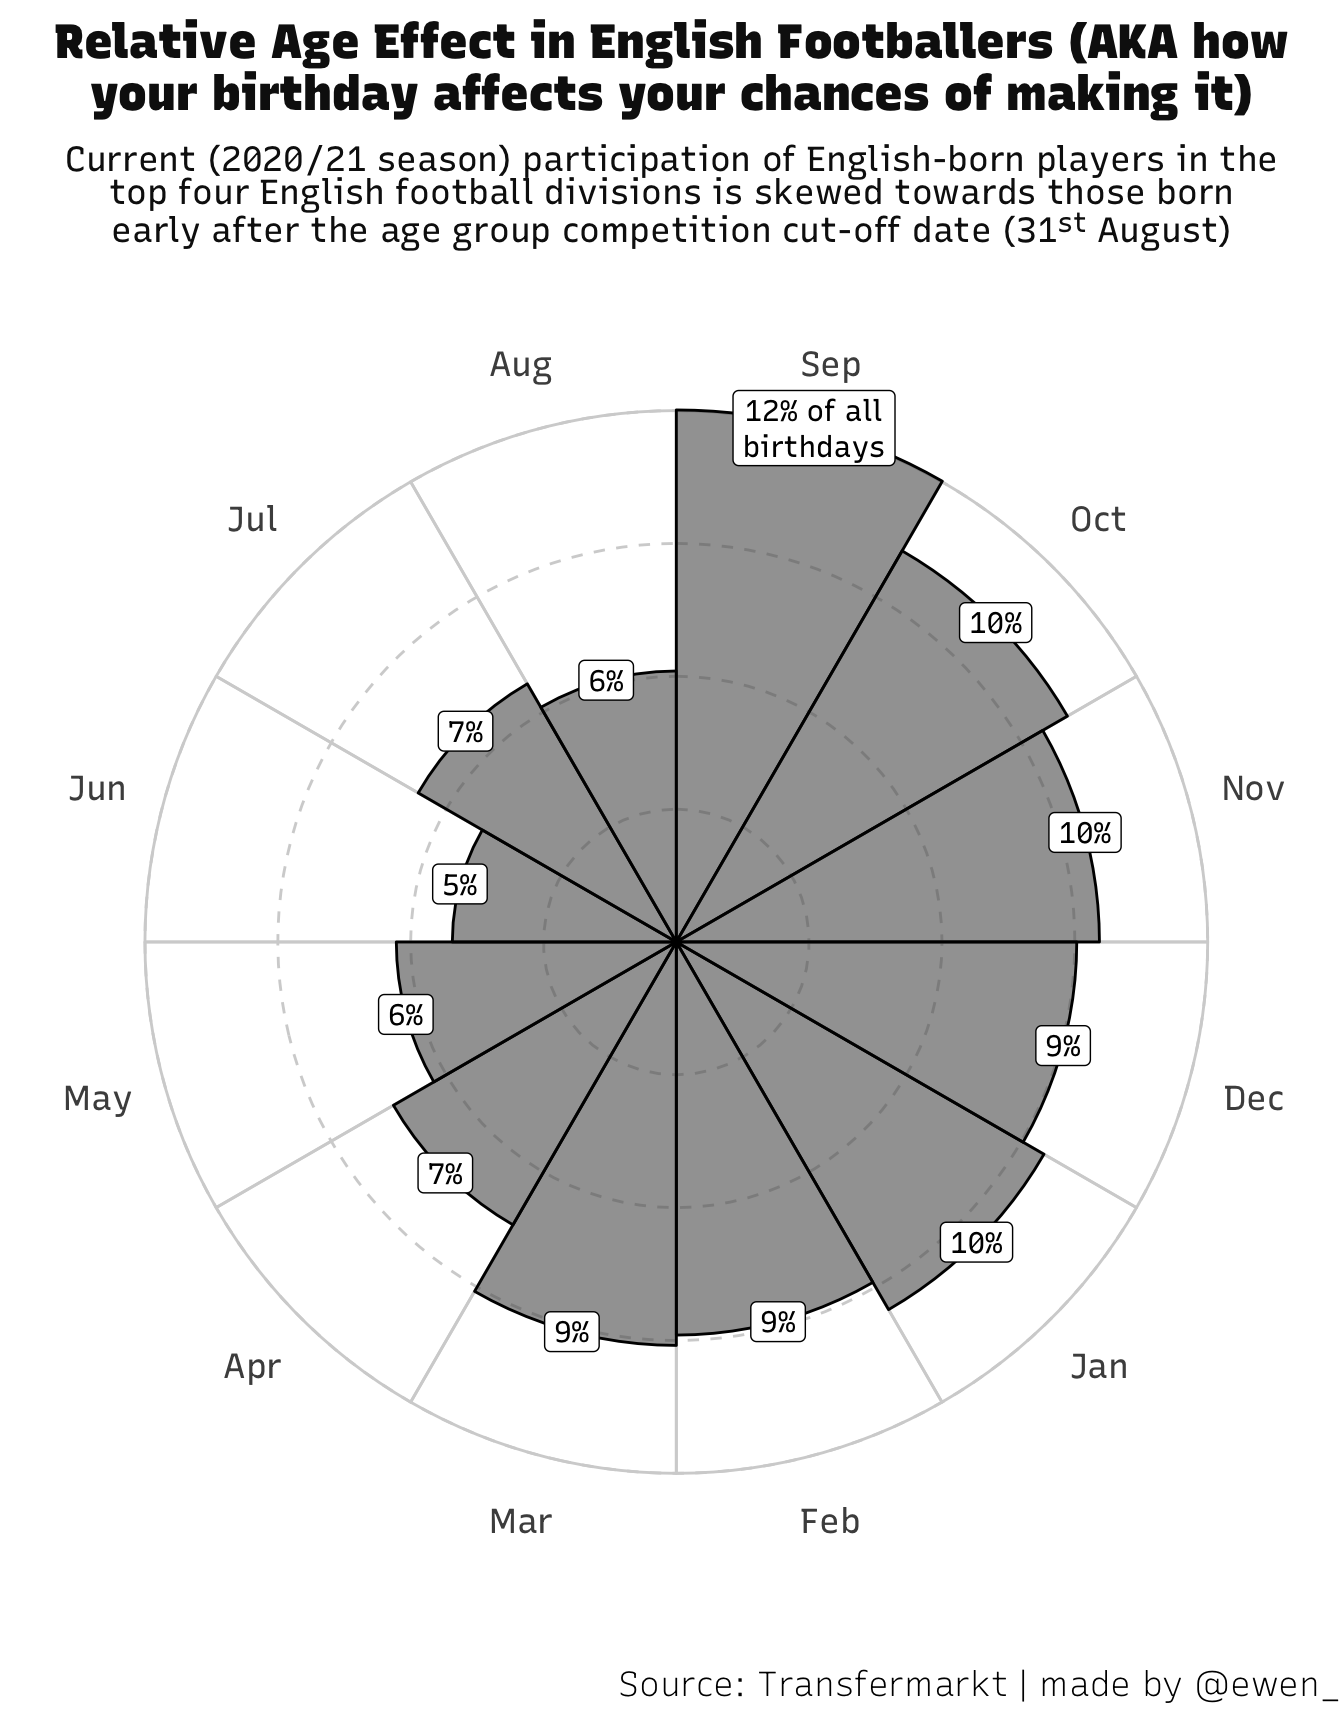 Relative Age Effect in English Footballers (AKA how
your birthday affects your chances of making it)
Current (2020/21 season) participation of English-born players in the
top four English football divisions is skewed towards those born
early after the age group competition cut-off date (31st August)
Aug
Sep
12% of all
birthdays
Jul
Oct
10%
6%
7%
Jun
Nov
10%
5%
6%
9%
May
Dec
7%
10%
9%
9%
Apr
Jan
Mar
Feb
Source: Transfermarkt | made by @ewen_